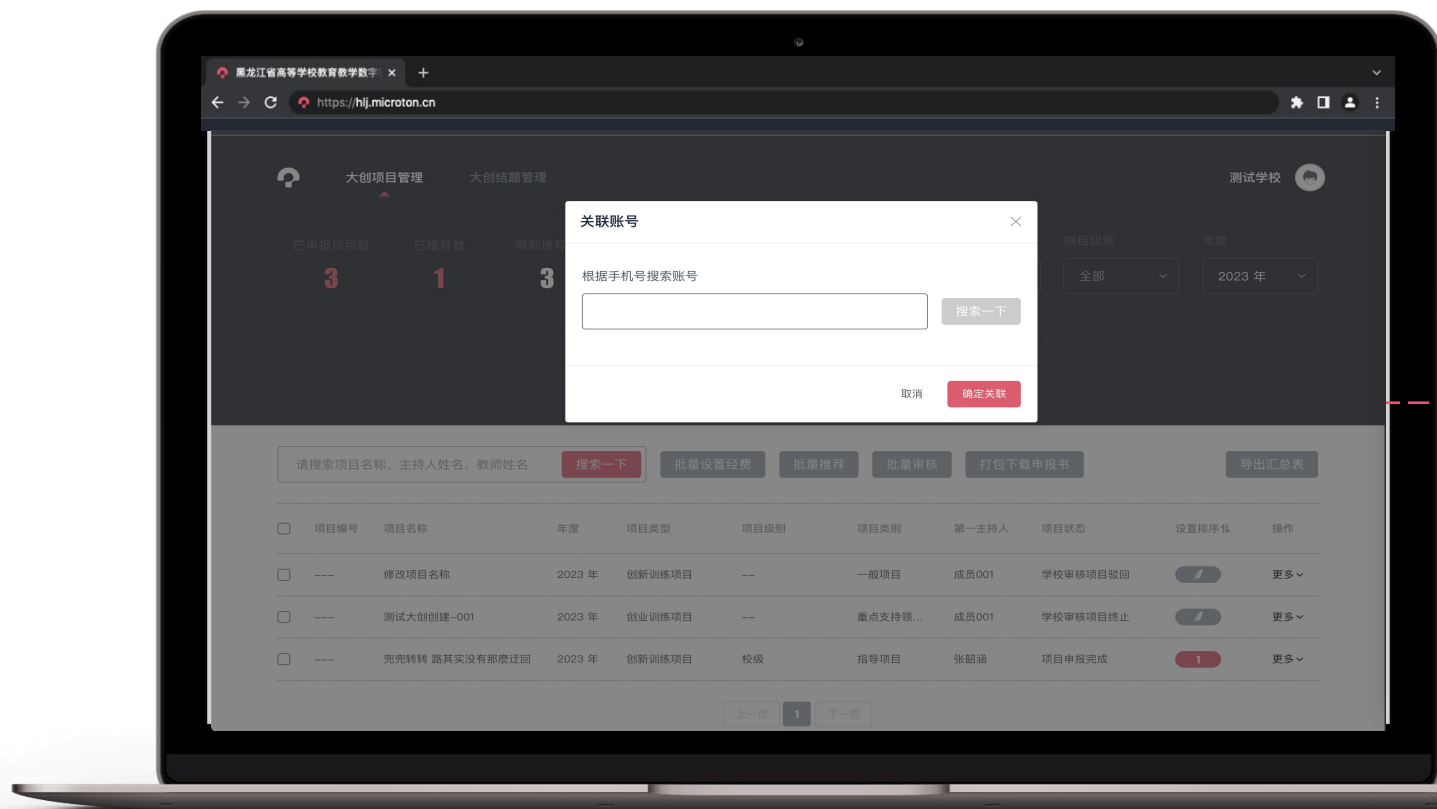 黑龙江省高等学校教育教学数字
https://hlj.microton.cn
大创项目管理 大创结题管理 测试学校
关联账号
已申报项目数 已推荐数 限制推荐 项目级别 年度
3 1 3 全部 2023 年
根据手机号搜索账号
搜索一下
取消 确定关联
请搜索项目名称、主持人姓名、教师姓名 搜索一下 批量设置经费 批量推荐 批量审核 打包下载申报书 导出汇总表
项目编号 项目名称 年度 项目类型 项目级别 项目类别 第一主持人 项目状态 设置排序 操作
--- 修改项目名称 2023 年 创新训练项目 -- 一般项目 成员001 学校审核项目驳回 更多
--- 测试大创创建-001 2023 年 创业训练项目 -- 重点支持领... 成员001 学校审核项目终止 更多
--- 兜兜转转 路其实没有那麽迂回 2023 年 创新训练项目 校级 指导项目 张韶涵 项目申报完成 1 更多
上一页 1 下一页